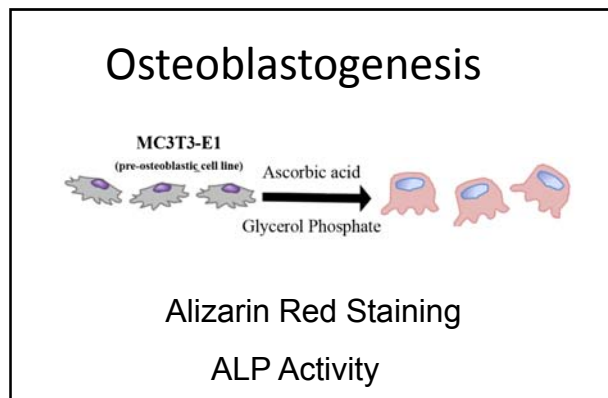 Osteoblastogenesis
MC3T3-E1
(pre-osteoblastic cell line)
Ascorbic acid
Glycerol Phosphate
Alizarin Red Staining
ALP Activity